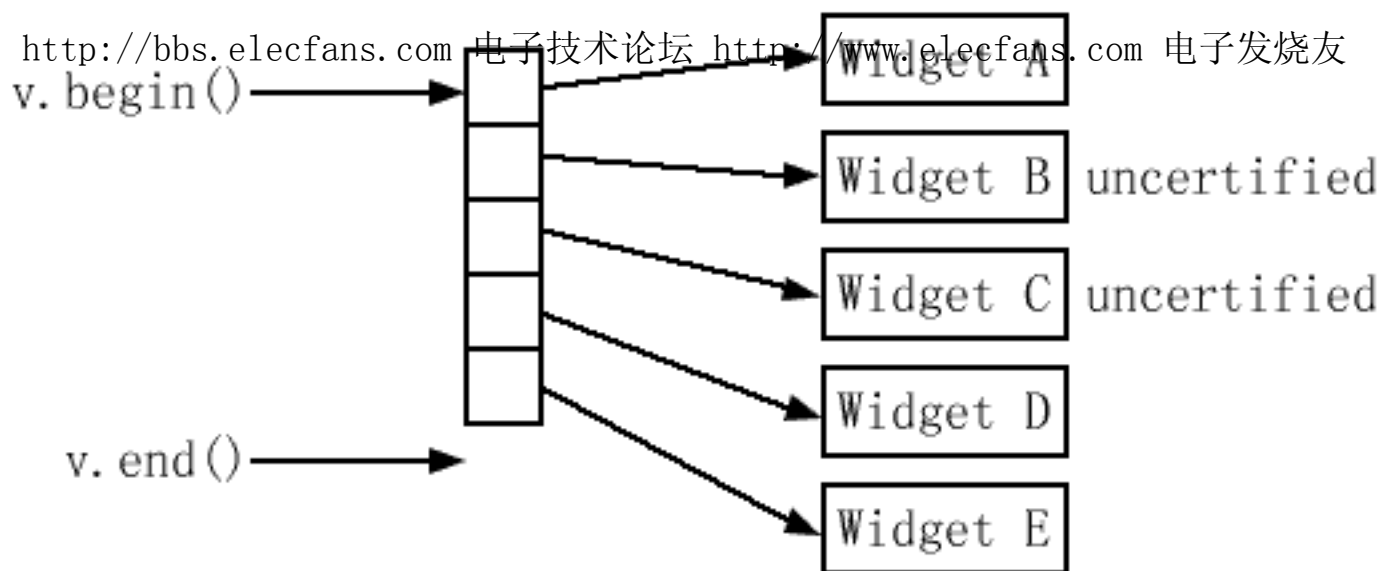 http://bbs.elecfans.com 电子技术论坛 http://www.elecfans.com 电子发烧友
Widget A
v.begin()
Widget B uncertified
Widget C uncertified
Widget D
v.end()
Widget E